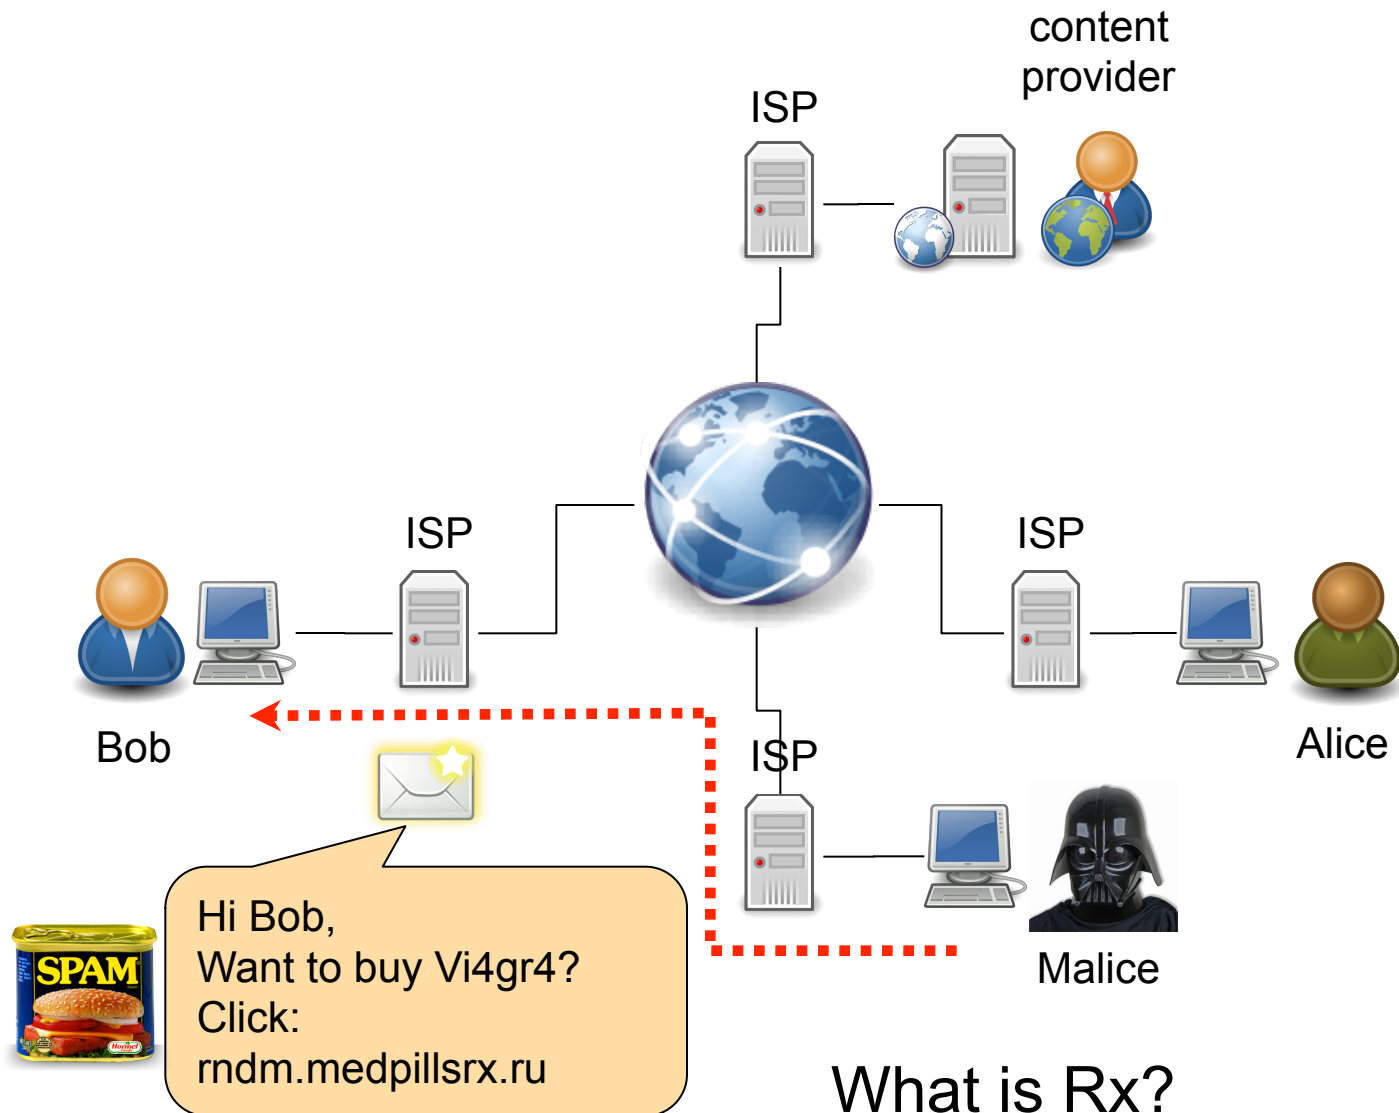 content
provider
ISP
ISP
ISP
Bob
Alice
ISP
Hi Bob,
Want to buy Vi4gr4?
Click:
rndm.medpillsrx.ru
SPAM
Hormel
Malice
What is Rx?